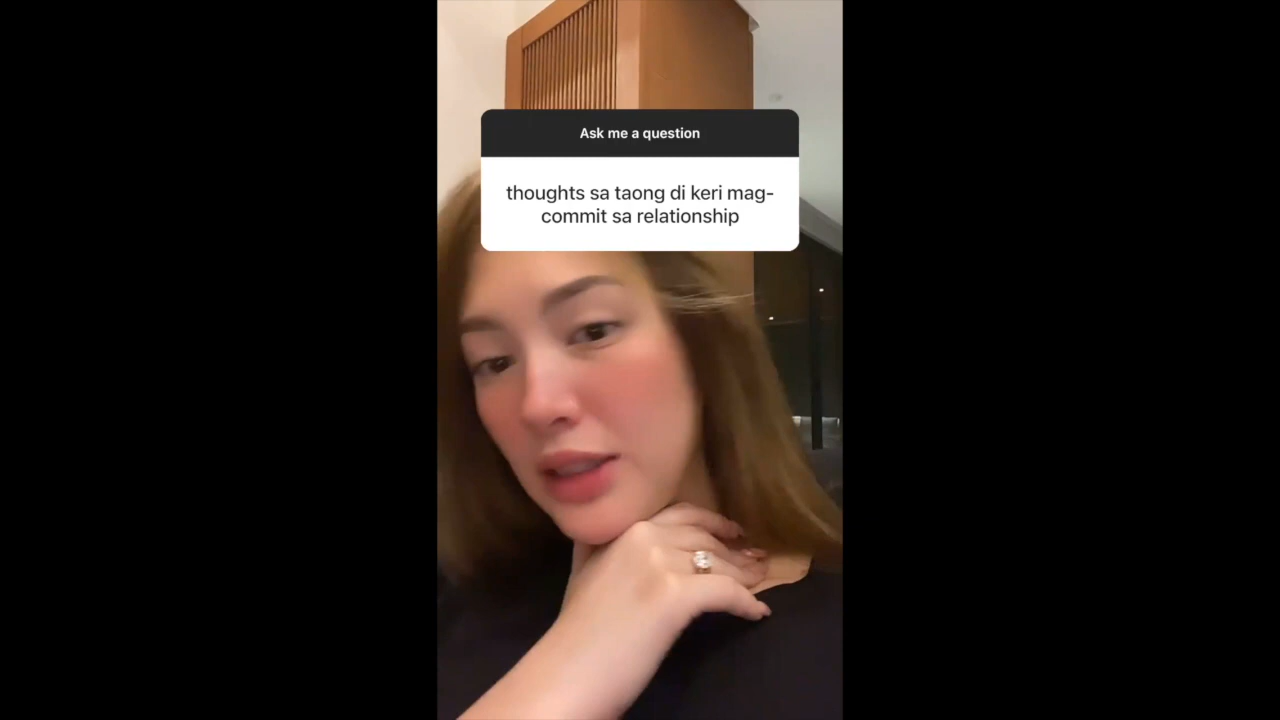 Ask me a question
thoughts sa taong di keri mag-
commit sa relationship